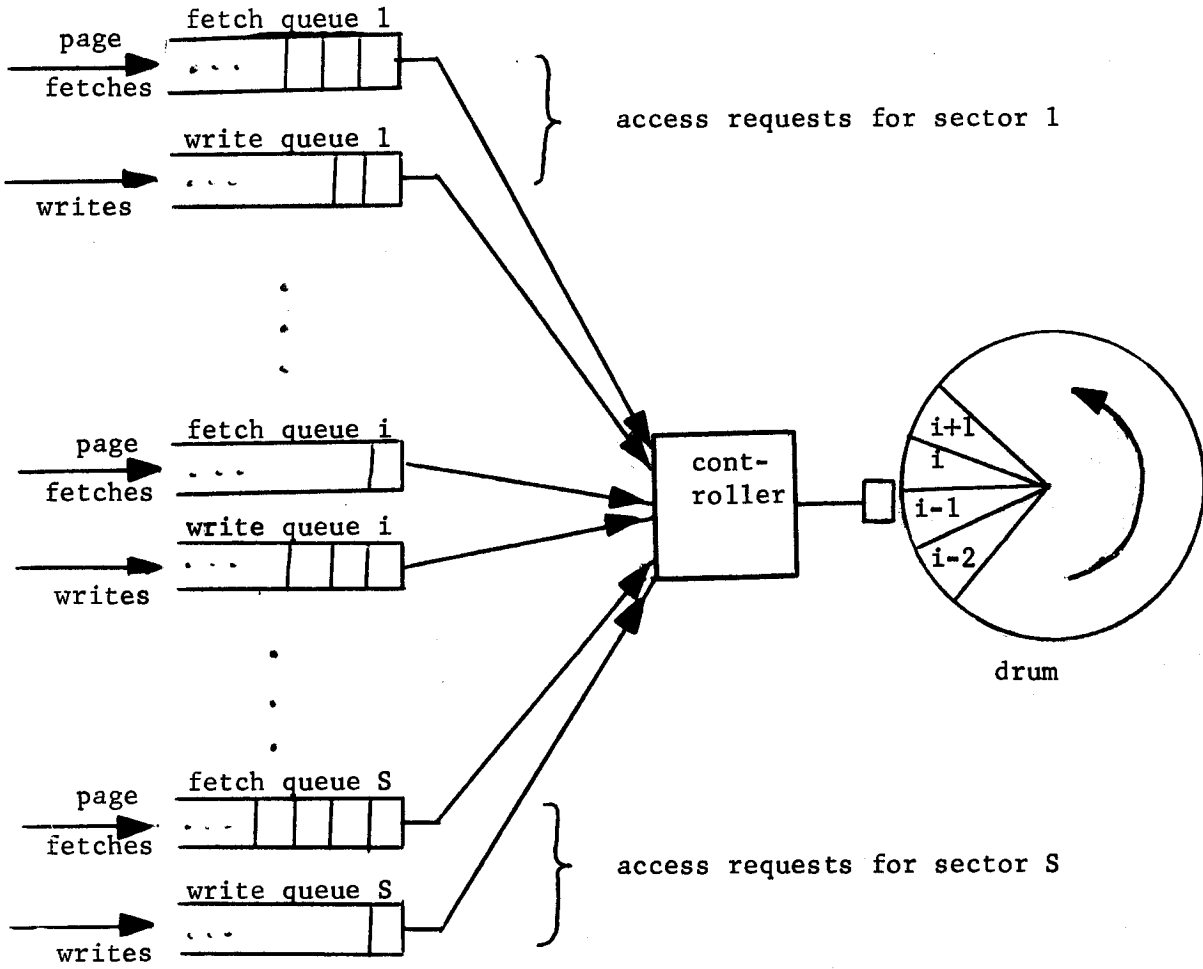 fetch queue 1
page
fetches
. . .
access requests for sector 1
write queue 1
. . .
writes
fetch queue i
page
fetches
. . .
write queue i
. . .
writes
cont-
roller
i+1
i
i-1
i-2
drum
fetch queue S
page
fetches
. . .
access requests for sector S
write queue S
. . .
writes